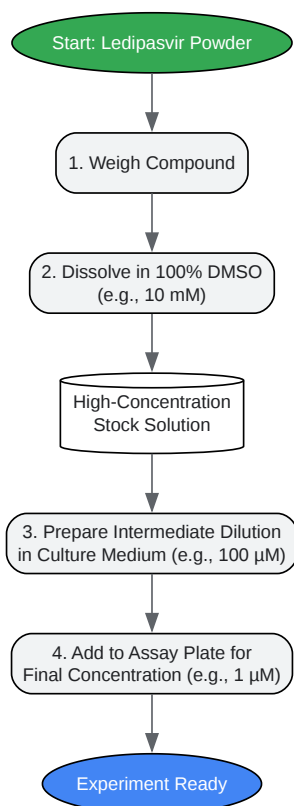 Start: Ledipasvir Powder
1. Weigh Compound
2. Dissolve in 100% DMSO
(e.g., 10 mM)
High-Concentration
Stock Solution
3. Prepare Intermediate Dilution
in Culture Medium (e.g., 100 µM)
4. Add to Assay Plate for
Final Concentration (e.g., 1 µM)
Experiment Ready